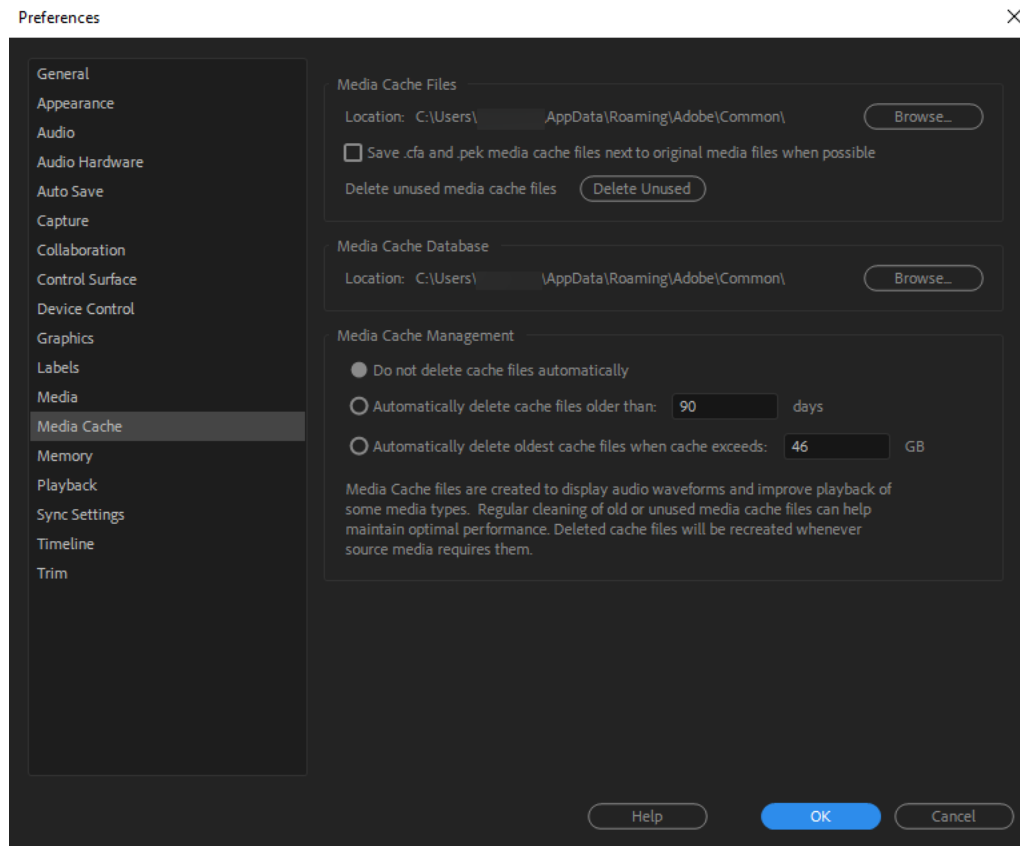 Preferences
General
Appearance
Audio
Audio Hardware
Auto Save
Capture
Collaboration
Control Surface
Device Control
Graphics
Labels
Media
Media Cache
Memory
Playback
Sync Settings
Timeline
Trim
Media Cache Files
Location: C:\Users\ AppData\Roaming\Adobe\Common\ Browse...
Save .cfa and .pek media cache files next to original media files when possible
Delete unused media cache files Delete Unused
Media Cache Database
Location: C:\Users\ \AppData\Roaming\Adobe\Common\ Browse...
Media Cache Management
Do not delete cache files automatically
Automatically delete cache files older than: 90 days
Automatically delete oldest cache files when cache exceeds: 46 GB
Media Cache files are created to display audio waveforms and improve playback of
some media types. Regular cleaning of old or unused media cache files can help
maintain optimal performance. Deleted cache files will be recreated whenever
source media requires them.
Help OK Cancel